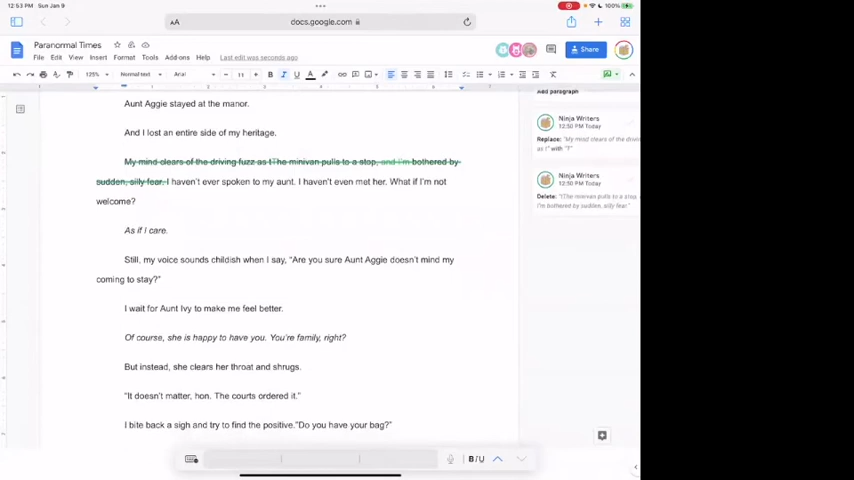 12:53 PM Sun Jan 9
100%
AA
docs.google.com
Paranormal Times
File Edit View Insert Format Tools Add-ons Help Last edit was seconds ago
Share
125% Normal text Arial 11 B I U A
Aunt Aggie stayed at the manor.
And I lost an entire side of my heritage.
My mind clears of the driving fuzz as tThe minivan pulls to a stop, and I'm bothered by
sudden, silly fear. I haven't ever spoken to my aunt. I haven't even met her. What if I'm not
welcome?
As if I care.
Still, my voice sounds childish when I say, “Are you sure Aunt Aggie doesn't mind my
coming to stay?”
I wait for Aunt Ivy to make me feel better.
Of course, she is happy to have you. You're family, right?
But instead, she clears her throat and shrugs.
“It doesn't matter, hon. The courts ordered it.”
I bite back a sigh and try to find the positive.“Do you have your bag?”
Add paragraph
Ninja Writers
12:50 PM Today
Replace: “My mind clears of the driving
as t” with “T”
Ninja Writers
12:50 PM Today
Delete: “tThe minivan pulls to a stop,
I'm bothered by sudden, silly fear”
BIU